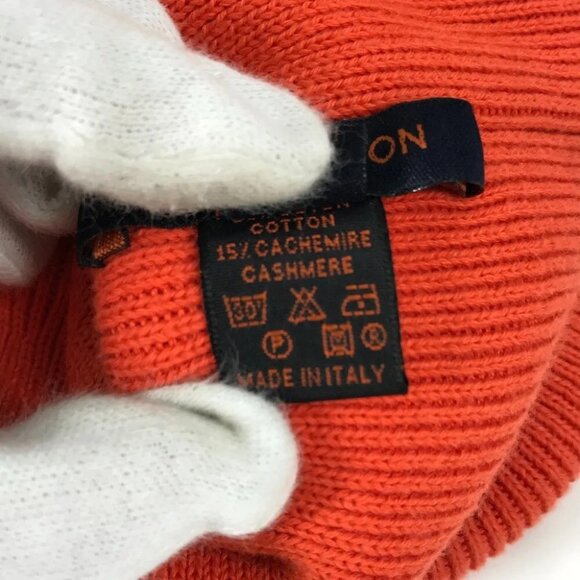 ON
COTTON
15% CACHEMIRE
CASHMERE
30°
P R
MADE IN ITALY